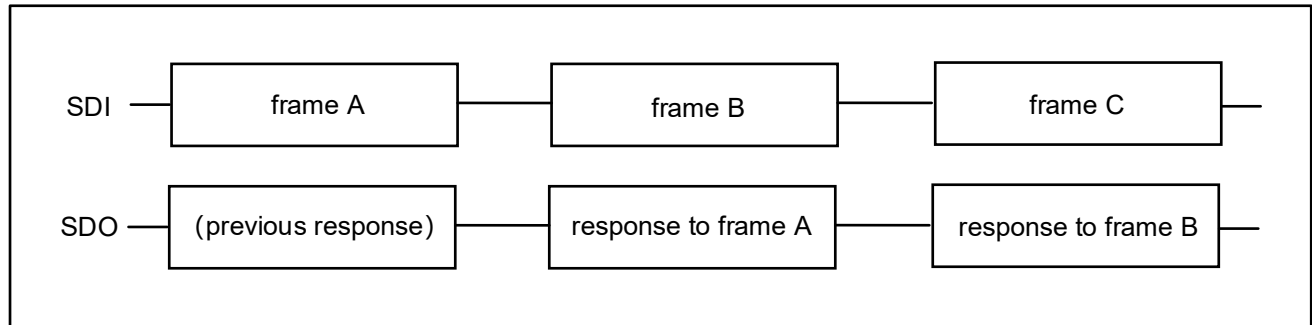 SDI frame A frame B frame C
SDO (previous response) response to frame A response to frame B